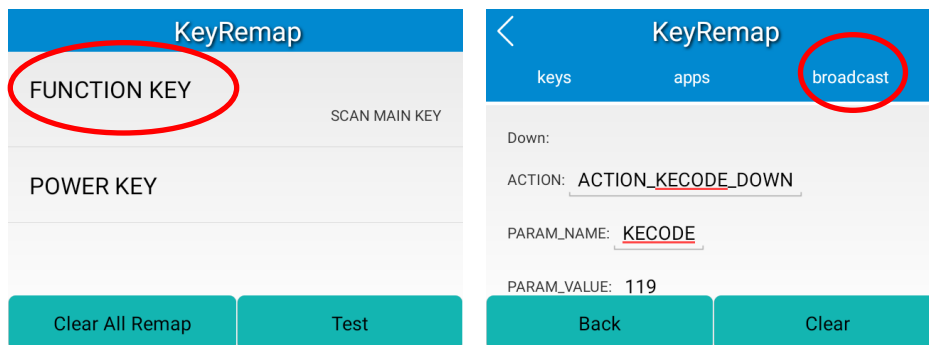 KeyRemap
FUNCTION KEY
SCAN MAIN KEY
POWER KEY
Clear All Remap
Test
KeyRemap
keys
apps
broadcast
Down:
ACTION: ACTION_KECODE_DOWN
PARAM_NAME: KECODE
PARAM_VALUE: 119
Back
Clear